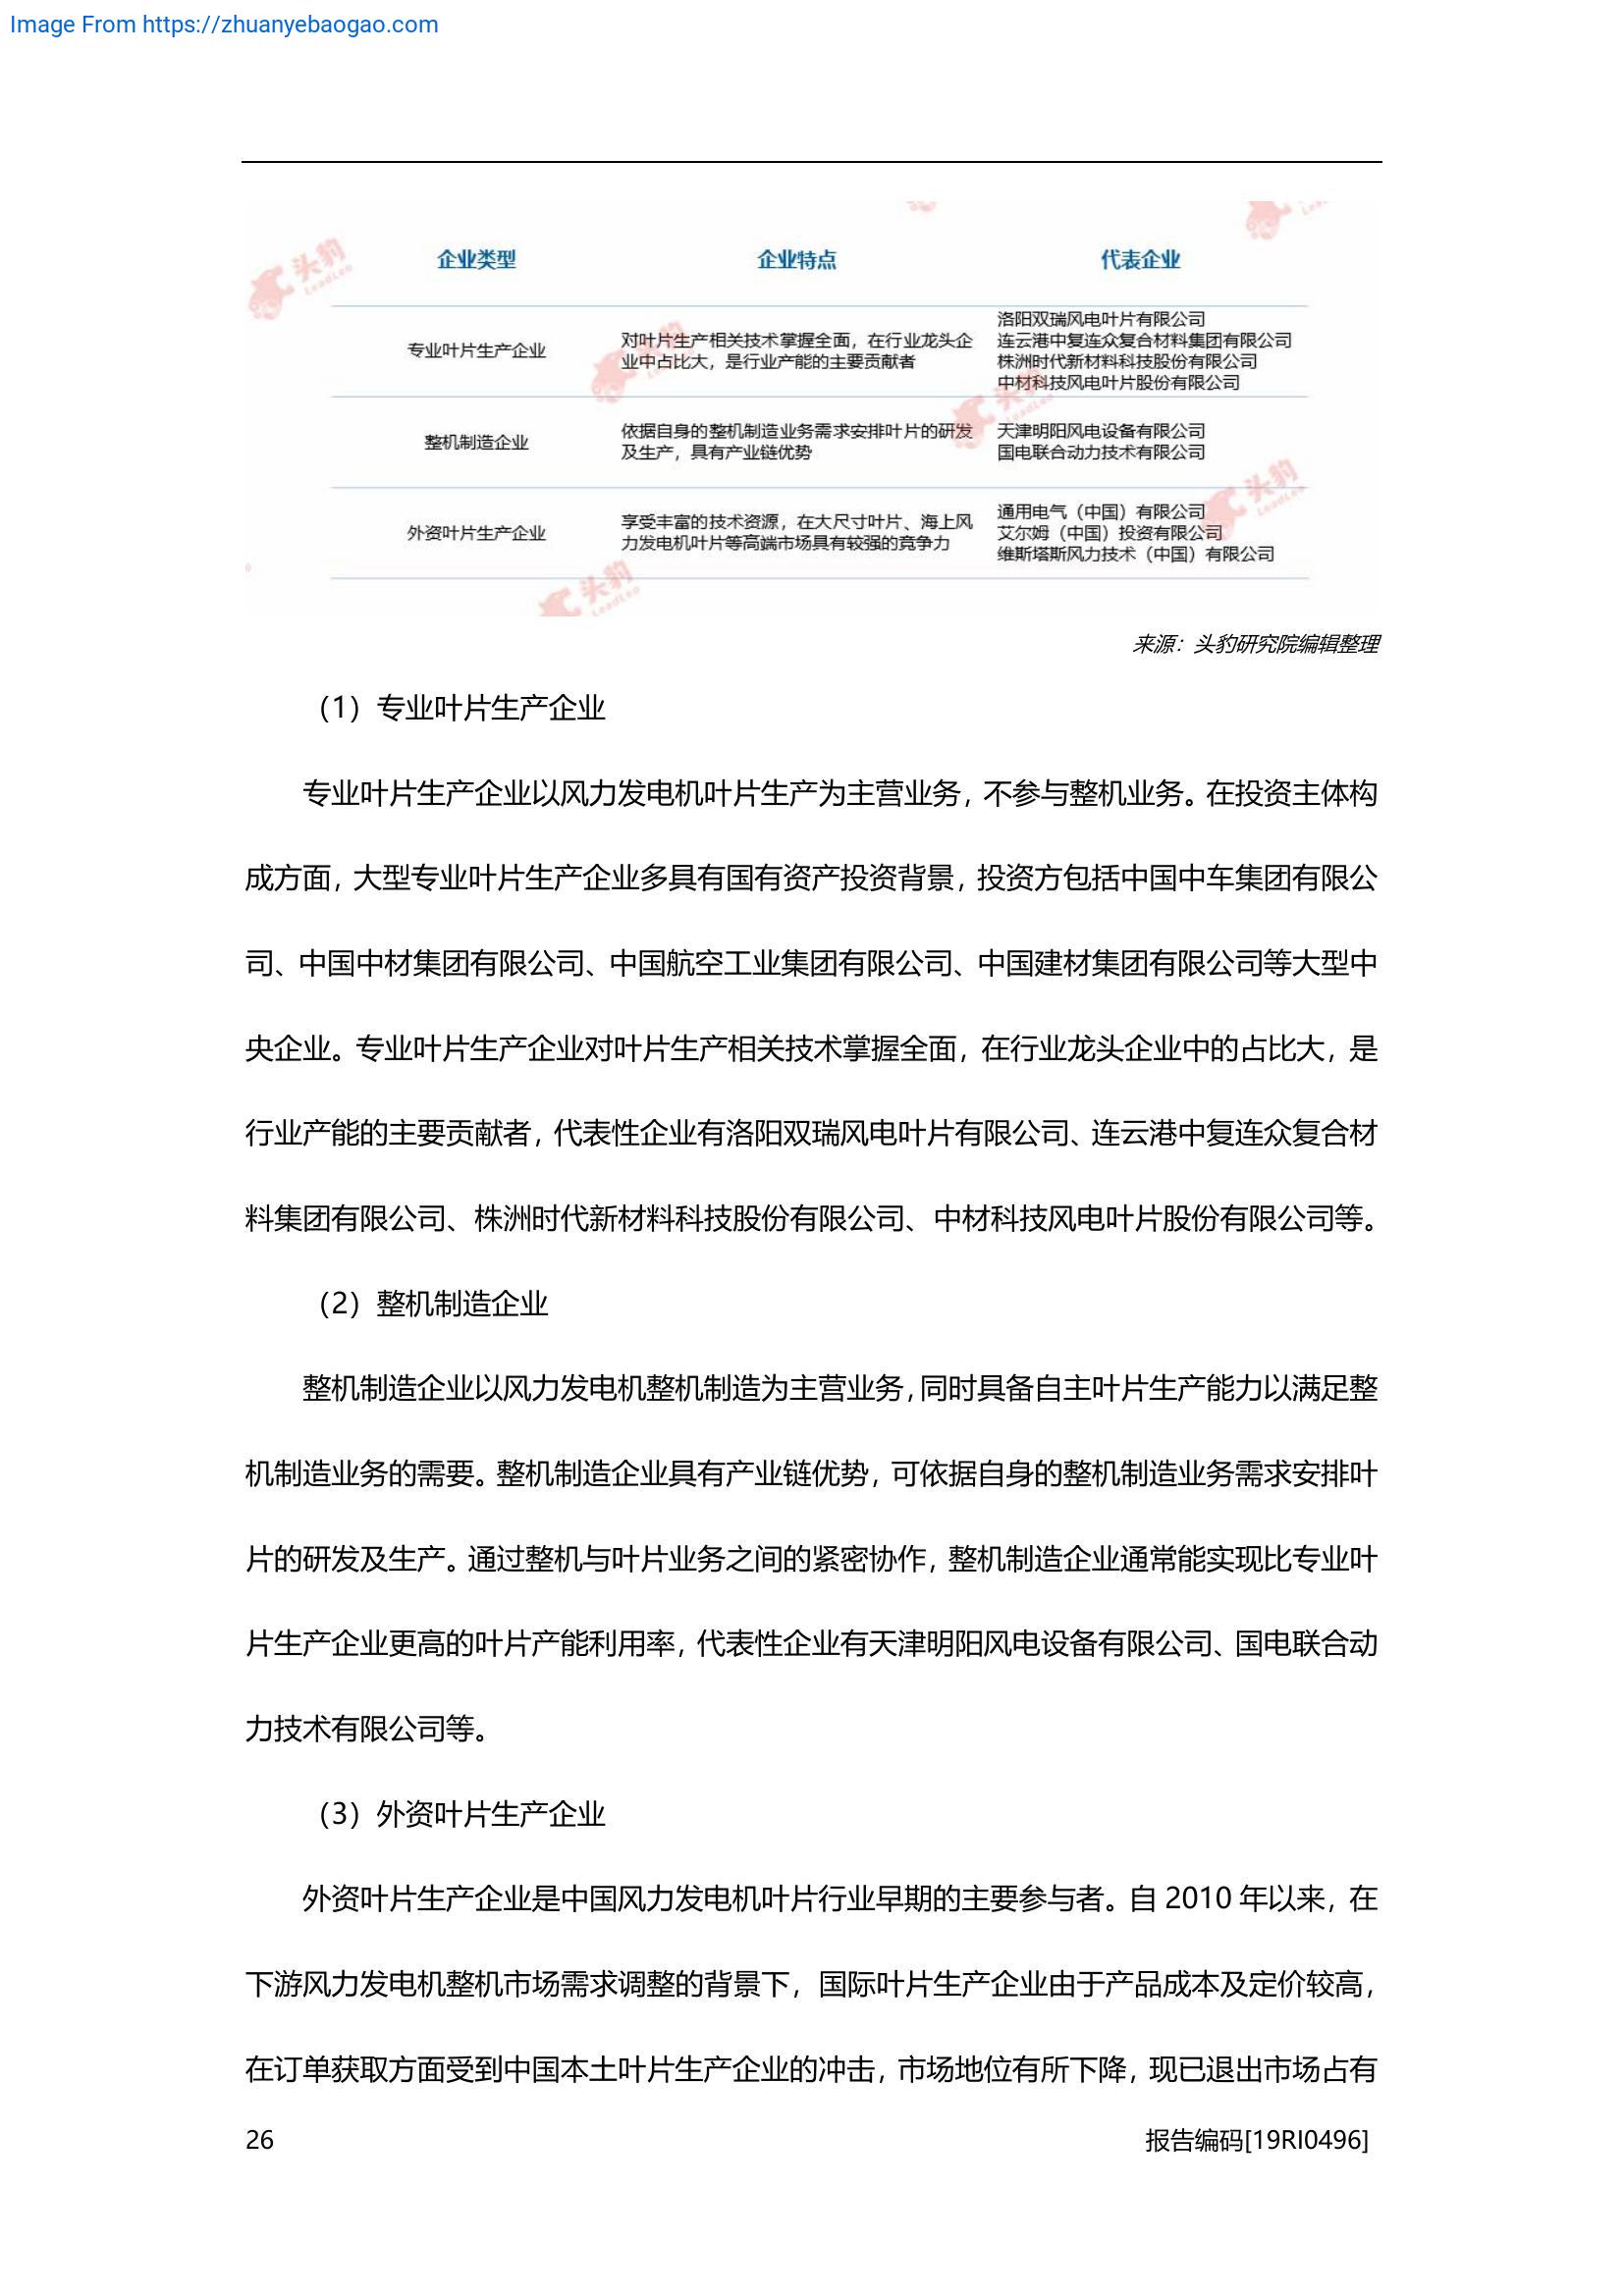 Image From https://zhuanyebaogao.com
企业类型 企业特点 代表企业
专业叶片生产企业
对叶片生产相关技术掌握全面，在行业龙头企
业中占比大，是行业产能的主要贡献者
洛阳双瑞风电叶片有限公司
连云港中复连众复合材料集团有限公司
株洲时代新材料科技股份有限公司
中材科技风电叶片股份有限公司
整机制造企业
依据自身的整机制造业务需求安排叶片的研发
及生产，具有产业链优势
天津明阳风电设备有限公司
国电联合动力技术有限公司
外资叶片生产企业
享受丰富的技术资源，在大尺寸叶片、海上风
力发电机叶片等高端市场具有较强的竞争力
通用电气（中国）有限公司
艾尔姆（中国）投资有限公司
维斯塔斯风力技术（中国）有限公司
头豹
LeadLeo
头豹
LeadLeo
头豹
LeadLeo
头豹
LeadLeo
头豹
LeadLeo
来源：头豹研究院编辑整理
（1）专业叶片生产企业
专业叶片生产企业以风力发电机叶片生产为主营业务，不参与整机业务。在投资主体构
成方面，大型专业叶片生产企业多具有国有资产投资背景，投资方包括中国中车集团有限公
司、中国中材集团有限公司、中国航空工业集团有限公司、中国建材集团有限公司等大型中
央企业。专业叶片生产企业对叶片生产相关技术掌握全面，在行业龙头企业中的占比大，是
行业产能的主要贡献者，代表性企业有洛阳双瑞风电叶片有限公司、连云港中复连众复合材
料集团有限公司、株洲时代新材料科技股份有限公司、中材科技风电叶片股份有限公司等。
（2）整机制造企业
整机制造企业以风力发电机整机制造为主营业务，同时具备自主叶片生产能力以满足整
机制造业务的需要。整机制造企业具有产业链优势，可依据自身的整机制造业务需求安排叶
片的研发及生产。通过整机与叶片业务之间的紧密协作，整机制造企业通常能实现比专业叶
片生产企业更高的叶片产能利用率，代表性企业有天津明阳风电设备有限公司、国电联合动
力技术有限公司等。
（3）外资叶片生产企业
外资叶片生产企业是中国风力发电机叶片行业早期的主要参与者。自 2010 年以来，在
下游风力发电机整机市场需求调整的背景下，国际叶片生产企业由于产品成本及定价较高，
在订单获取方面受到中国本土叶片生产企业的冲击，市场地位有所下降，现已退出市场占有
26 报告编码[19RI0496]